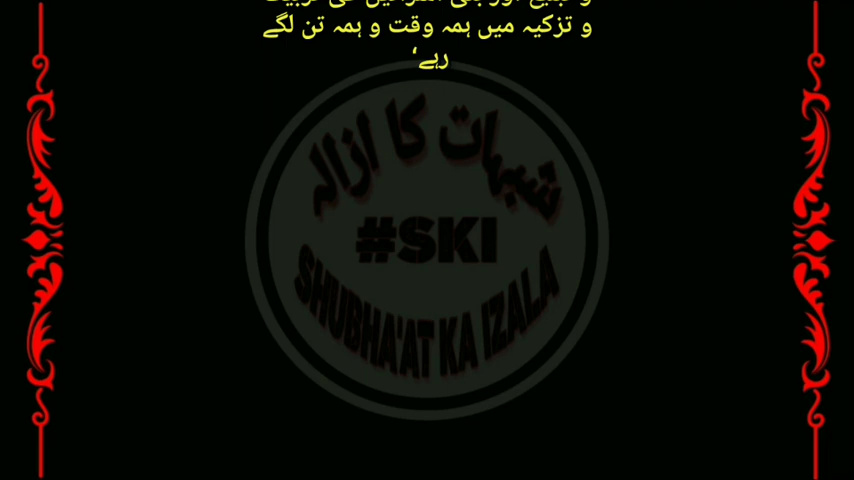 و تزکیہ میں ہمہ وقت و ہمہ تن لگے
رہے‘
شبہات کا ازالہ
#SKI
SHUBHA'AT KA IZALA